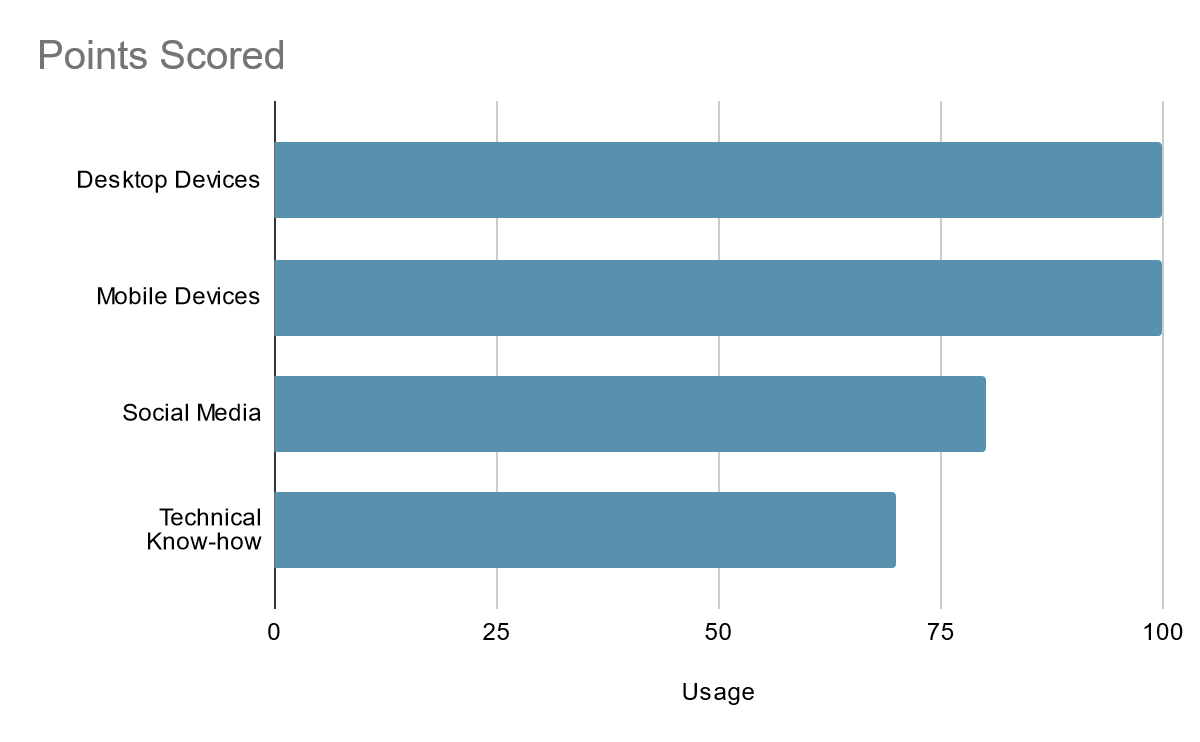 Points Scored
Desktop Devices
Mobile Devices
Social Media
Technical
Know-how
0 25 50 75 100
Usage